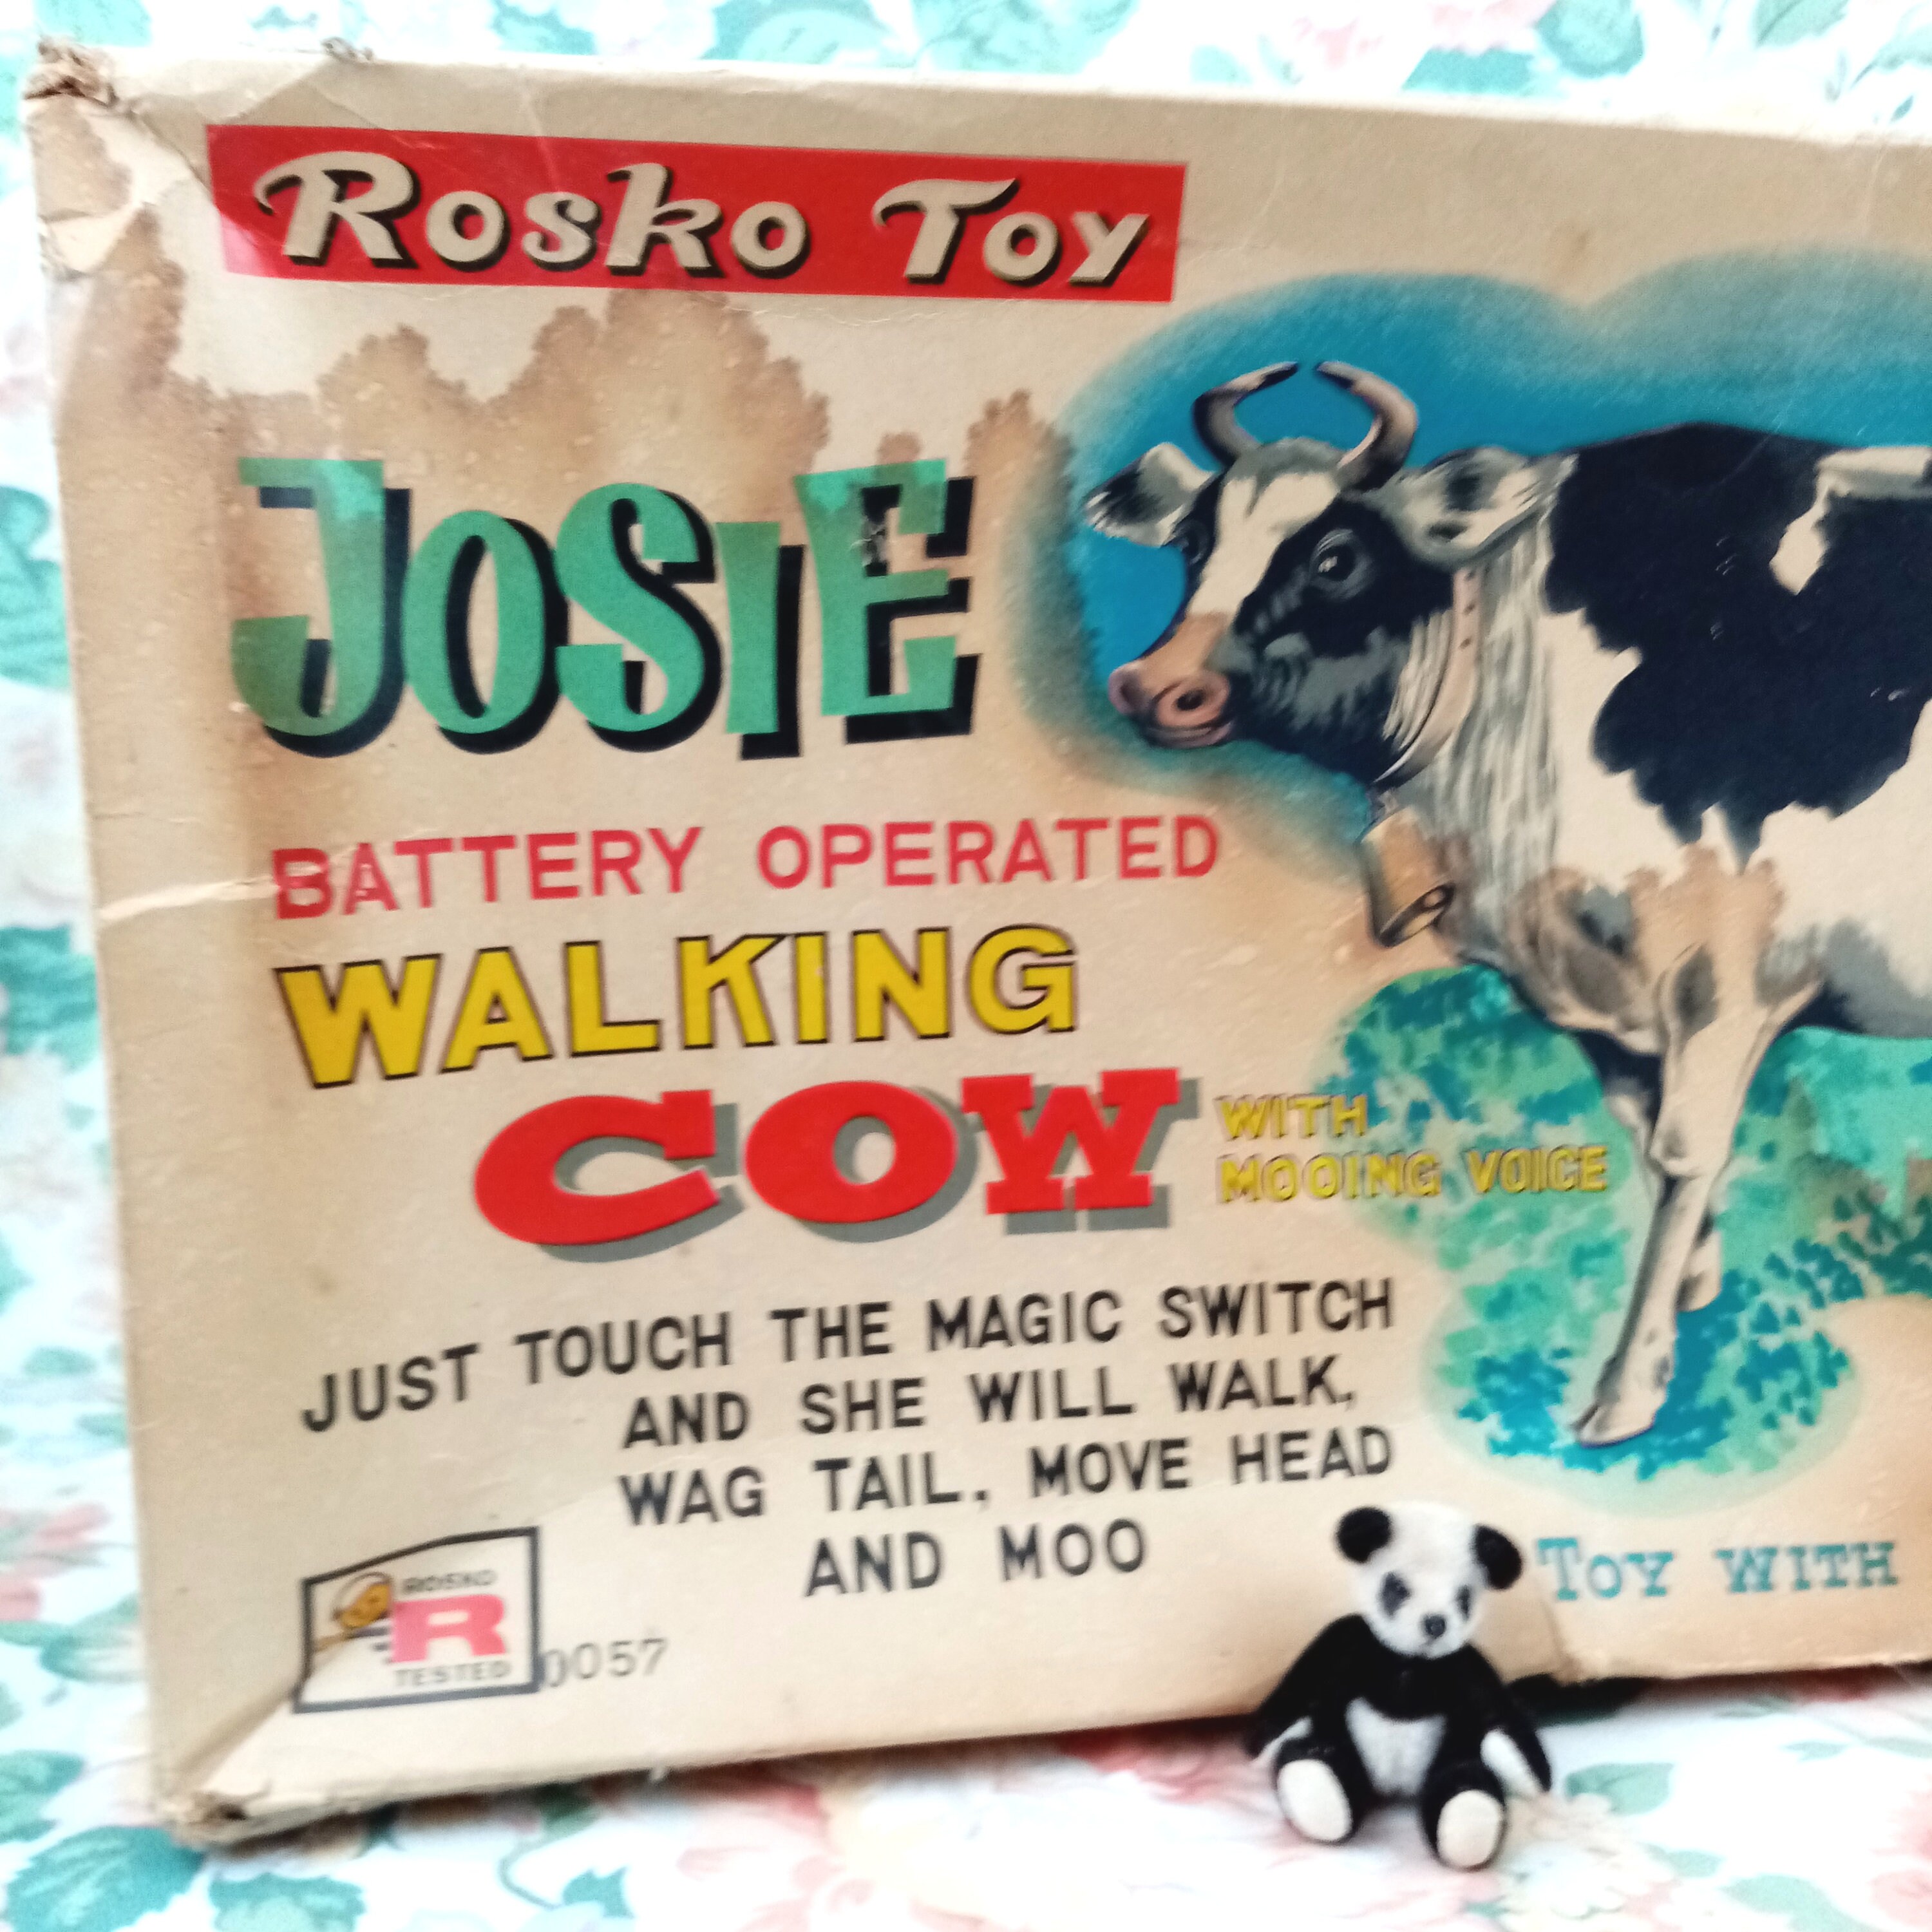 Rosko Toy
JOSIE
BATTERY OPERATED
WALKING
COW
WITH
MOOING VOICE
JUST TOUCH THE MAGIC SWITCH
AND SHE WILL WALK,
WAG TAIL, MOVE HEAD
AND MOO
ROSKO
R
TESTED
0057
TOY WITH